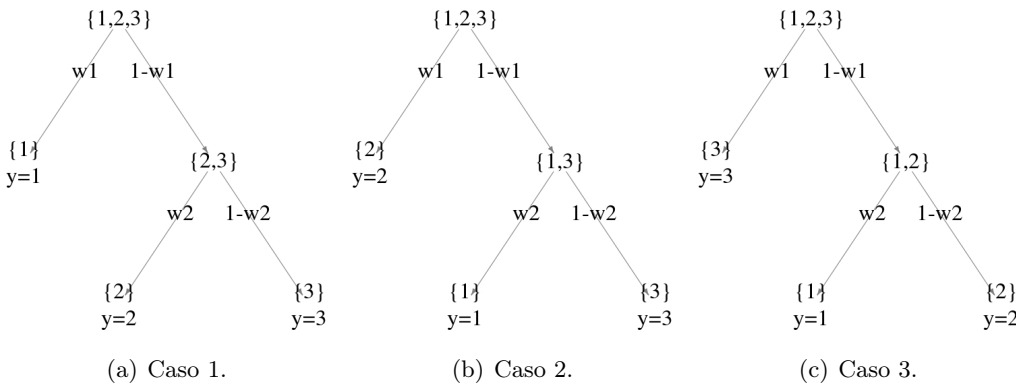 {1,2,3}
w1
1-w1
{1}
y=1
{2,3}
w2
1-w2
{2}
y=2
{3}
y=3
(a) Caso 1.
{1,2,3}
w1
1-w1
{2}
y=2
{1,3}
w2
1-w2
{1}
y=1
{3}
y=3
(b) Caso 2.
{1,2,3}
w1
1-w1
{3}
y=3
{1,2}
w2
1-w2
{1}
y=1
{2}
y=2
(c) Caso 3.